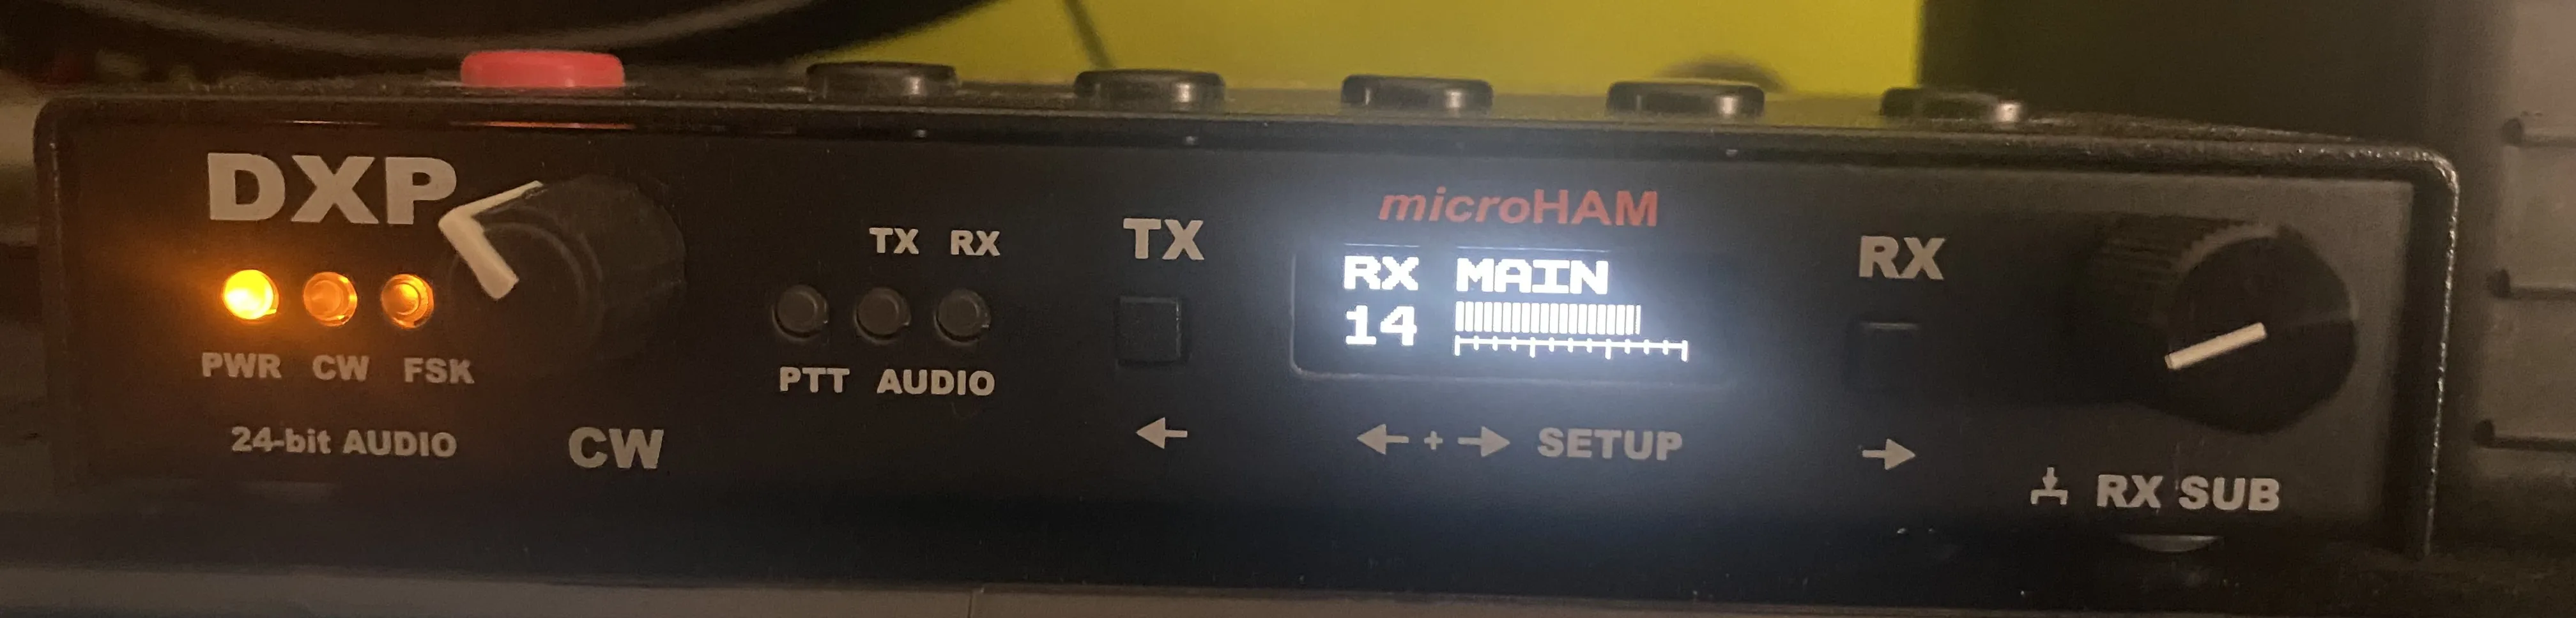 DXP
PWR CW FSK
24-bit AUDIO
CW
TX RX
PTT AUDIO
TX
←
microHAM
RX MAIN
14
← + → SETUP
RX
→
RX SUB